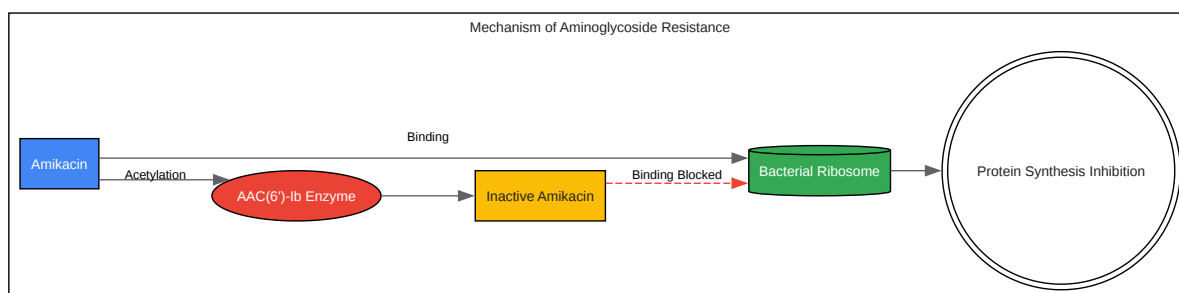 Mechanism of Aminoglycoside Resistance
Binding
Amikacin
Acetylation
AAC(6')-Ib Enzyme
Inactive Amikacin
Binding Blocked
Bacterial Ribosome
Protein Synthesis Inhibition